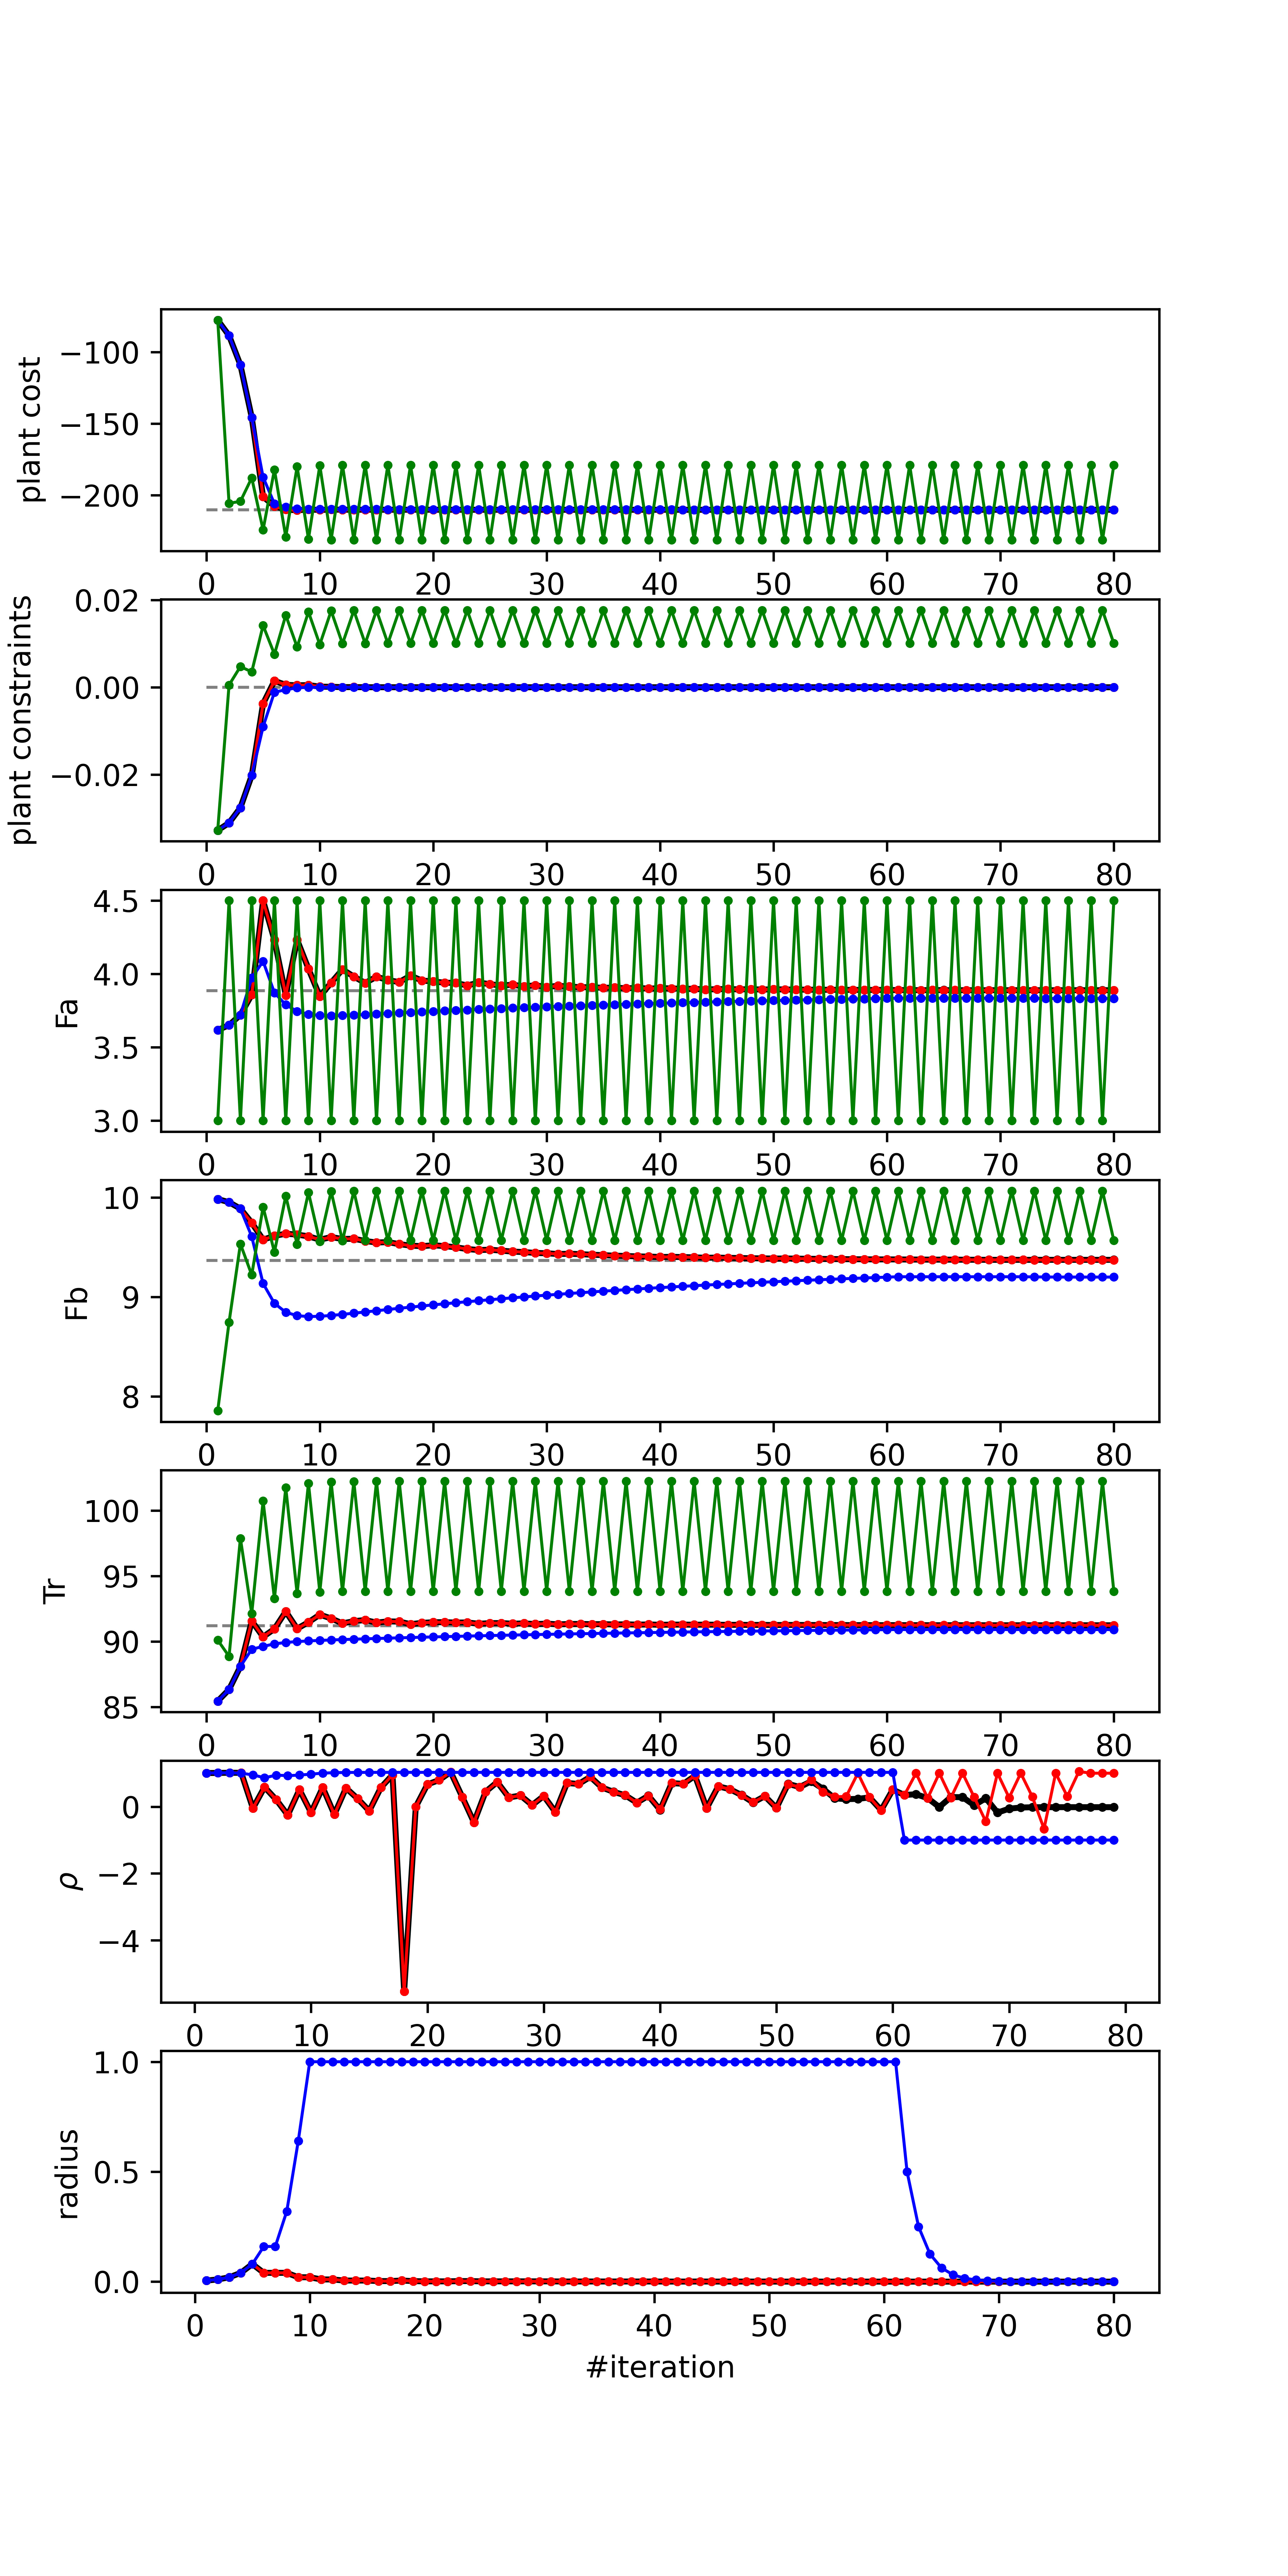 plant cost
−100
−150
−200
0 10 20 30 40 50 60 70 80
plant constraints
0.02
0.00
−0.02
0 10 20 30 40 50 60 70 80
Fa
4.5
4.0
3.5
3.0
0 10 20 30 40 50 60 70 80
Fb
10
9
8
0 10 20 30 40 50 60 70 80
Tr
100
95
90
85
0 10 20 30 40 50 60 70 80
ρ
0
−2
−4
0 10 20 30 40 50 60 70 80
radius
1.0
0.5
0.0
0 10 20 30 40 50 60 70 80
#iteration